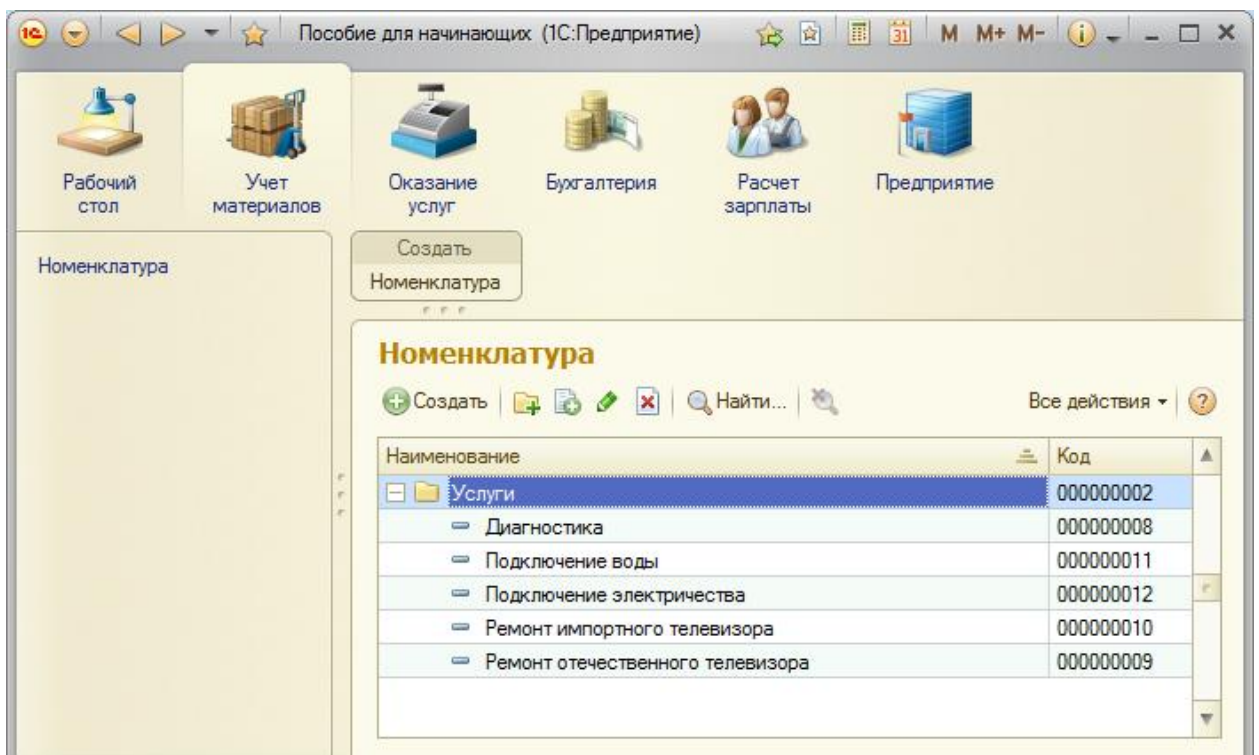 1С Пособие для начинающих (1С:Предприятие) 31 M M+ M-
Рабочий стол
Учет материалов
Оказание услуг
Бухгалтерия
Расчет зарплаты
Предприятие
Номенклатура
Создать
Номенклатура
Номенклатура
Создать Найти... Все действия
Наименование Код
Услуги 000000002
Диагностика 000000008
Подключение воды 000000011
Подключение электричества 000000012
Ремонт импортного телевизора 000000010
Ремонт отечественного телевизора 000000009